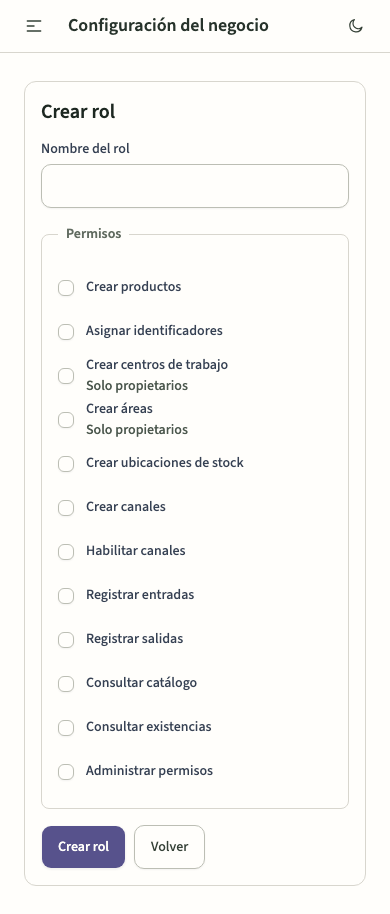 Configuración del negocio
Crear rol
Nombre del rol
Permisos
Crear productos
Asignar identificadores
Crear centros de trabajo
Solo propietarios
Crear áreas
Solo propietarios
Crear ubicaciones de stock
Crear canales
Habilitar canales
Registrar entradas
Registrar salidas
Consultar catálogo
Consultar existencias
Administrar permisos
Crear rol
Volver